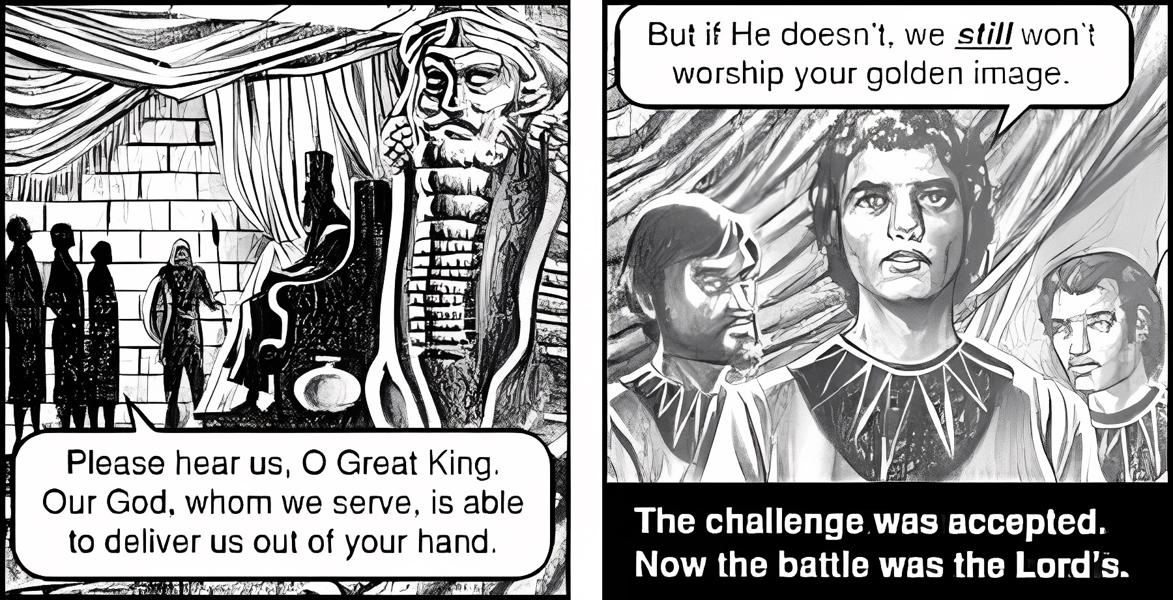 Please hear us, O Great King.
Our God, whom we serve, is able
to deliver us out of your hand.
But if He doesn't, we still won't
worship your golden image.
The challenge was accepted.
Now the battle was the Lord's.